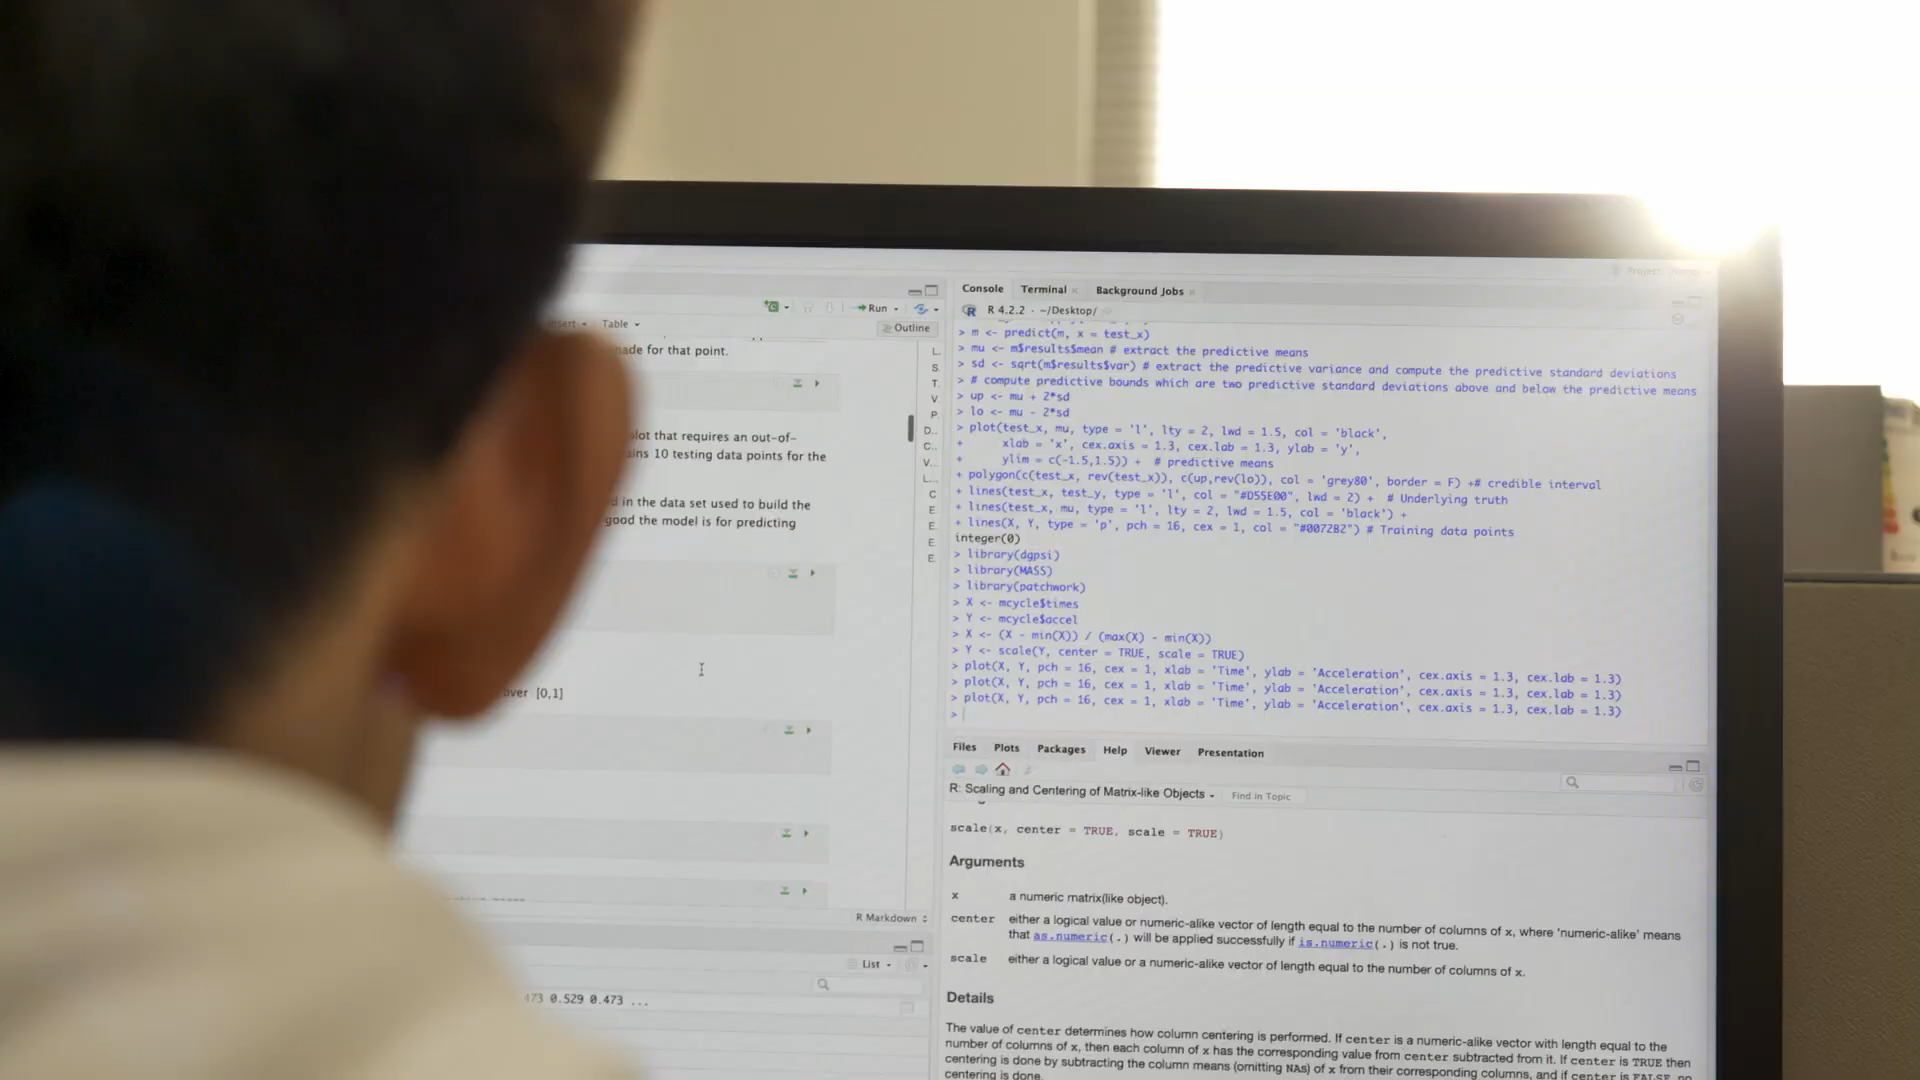 Run
Table
Outline
made for that point.
plot that requires an out-of-
10 testing data points for the
in the data set used to build the
good the model is for predicting
over [0,1]
R Markdown
List
0.529 0.473 ...
L.
S.
T.
V.
P.
D..
C..
V..
L...
C
E.
E.
E
E.
Project:
Console Terminal Background Jobs
R 4.2.2 · ~/Desktop/
> m <- predict(m, x = test_x)
> mu <- m$results$mean # extract the predictive means
> sd <- sqrt(m$results$var) # extract the predictive variance and compute the predictive standard deviations
> # compute predictive bounds which are two predictive standard deviations above and below the predictive means
> up <- mu + 2*sd
> lo <- mu - 2*sd
> plot(test_x, mu, type = 'l', lty = 2, lwd = 1.5, col = 'black',
+ xlab = 'x', cex.axis = 1.3, cex.lab = 1.3, ylab = 'y',
+ ylim = c(-1.5,1.5)) + # predictive means
+ polygon(c(test_x, rev(test_x)), c(up,rev(lo)), col = 'grey80', border = F) +# credible interval
+ lines(test_x, test_y, type = 'l', col = "#D55E00", lwd = 2) + # Underlying truth
+ lines(test_x, mu, type = 'l', lty = 2, lwd = 1.5, col = 'black') +
+ lines(X, Y, type = 'p', pch = 16, cex = 1, col = "#0072B2") # Training data points
integer(0)
> library(dgpsi)
> library(MASS)
> library(patchwork)
> X <- mcycle$times
> Y <- mcycle$accel
> X <- (X - min(X)) / (max(X) - min(X))
> Y <- scale(Y, center = TRUE, scale = TRUE)
> plot(X, Y, pch = 16, cex = 1, xlab = 'Time', ylab = 'Acceleration', cex.axis = 1.3, cex.lab = 1.3)
> plot(X, Y, pch = 16, cex = 1, xlab = 'Time', ylab = 'Acceleration', cex.axis = 1.3, cex.lab = 1.3)
> plot(X, Y, pch = 16, cex = 1, xlab = 'Time', ylab = 'Acceleration', cex.axis = 1.3, cex.lab = 1.3)
>
Files Plots Packages Help Viewer Presentation
R: Scaling and Centering of Matrix-like Objects Find in Topic
scale(x, center = TRUE, scale = TRUE)
Arguments
x a numeric matrix(like object).
center either a logical value or numeric-alike vector of length equal to the number of columns of x, where 'numeric-alike' means
that as.numeric(.) will be applied successfully if is.numeric(.) is not true.
scale either a logical value or a numeric-alike vector of length equal to the number of columns of x.
Details
The value of center determines how column centering is performed. If center is a numeric-alike vector with length equal to the
number of columns of x, then each column of x has the corresponding value from center subtracted from it. If center is TRUE then
centering is done by subtracting the column means (omitting NAs) of x from their corresponding columns, and if center is FALSE, no
centering is done.